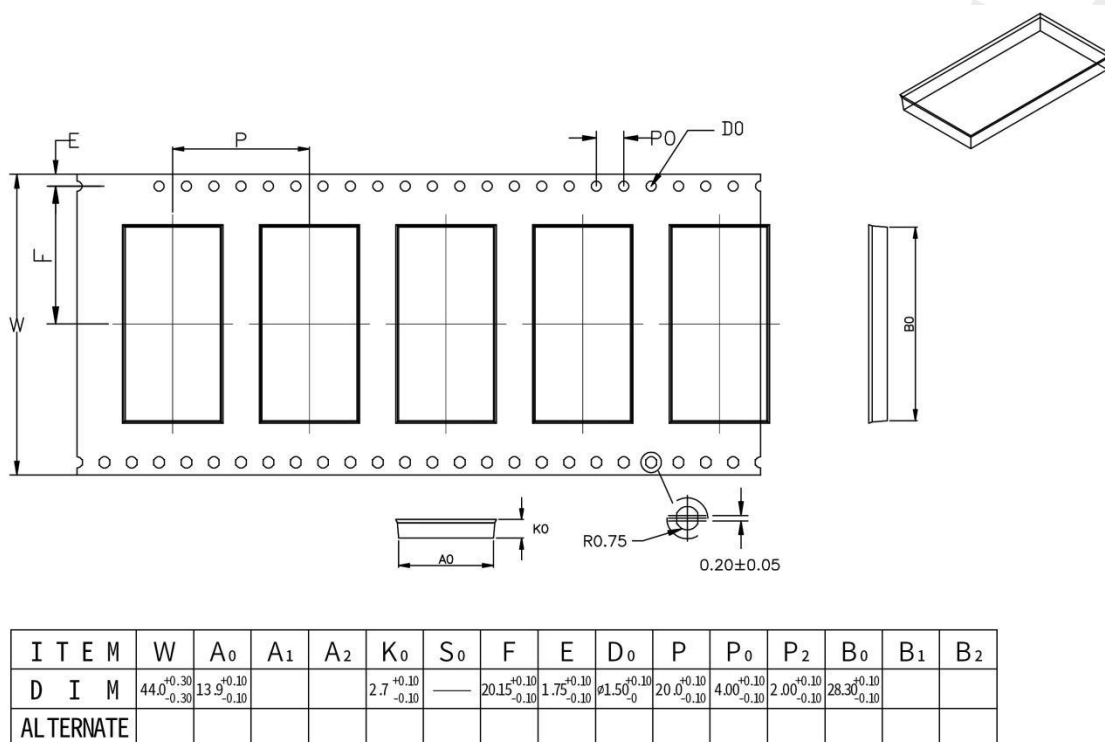 E
P
P0
D0
F
W
B0
K0
A0
R0.75
0.20±0.05
ITEM W A0 A1 A2 K0 S0 F E D0 P P0 P2 B0 B1 B2
DIM 44.0+0.30-0.30 13.9+0.10-0.10 2.7+0.10-0.10 — 20.15+0.10-0.10 1.75+0.10-0.10 ø1.50+0.10-0 20.0+0.10-0.10 4.00+0.10-0.10 2.00+0.10-0.10 28.30+0.10-0.10
ALTERNATE